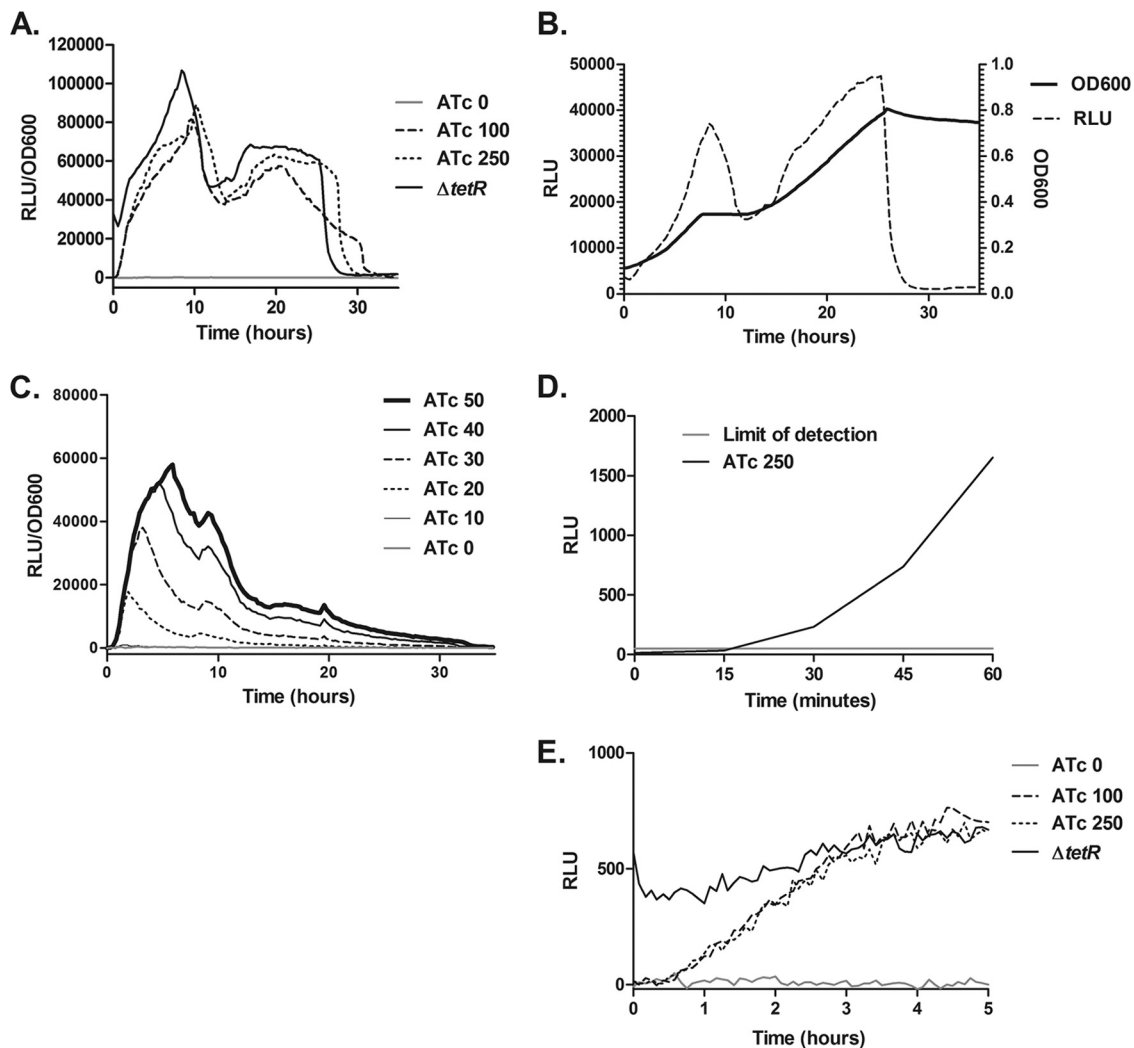 A.
120000
100000
80000
60000
40000
20000
0
RLU/OD600
0 10 20 30
Time (hours)
ATc 0
ATc 100
ATc 250
ΔtetR
B.
50000
40000
30000
20000
10000
0
RLU
1.0
0.8
0.6
0.4
0.2
0.0
OD600
0 10 20 30
Time (hours)
OD600
RLU
C.
80000
60000
40000
20000
0
RLU/OD600
0 10 20 30
Time (hours)
ATc 50
ATc 40
ATc 30
ATc 20
ATc 10
ATc 0
D.
2000
1500
1000
500
0
RLU
0 15 30 45 60
Time (minutes)
Limit of detection
ATc 250
E.
1000
500
0
RLU
0 1 2 3 4 5
Time (hours)
ATc 0
ATc 100
ATc 250
ΔtetR